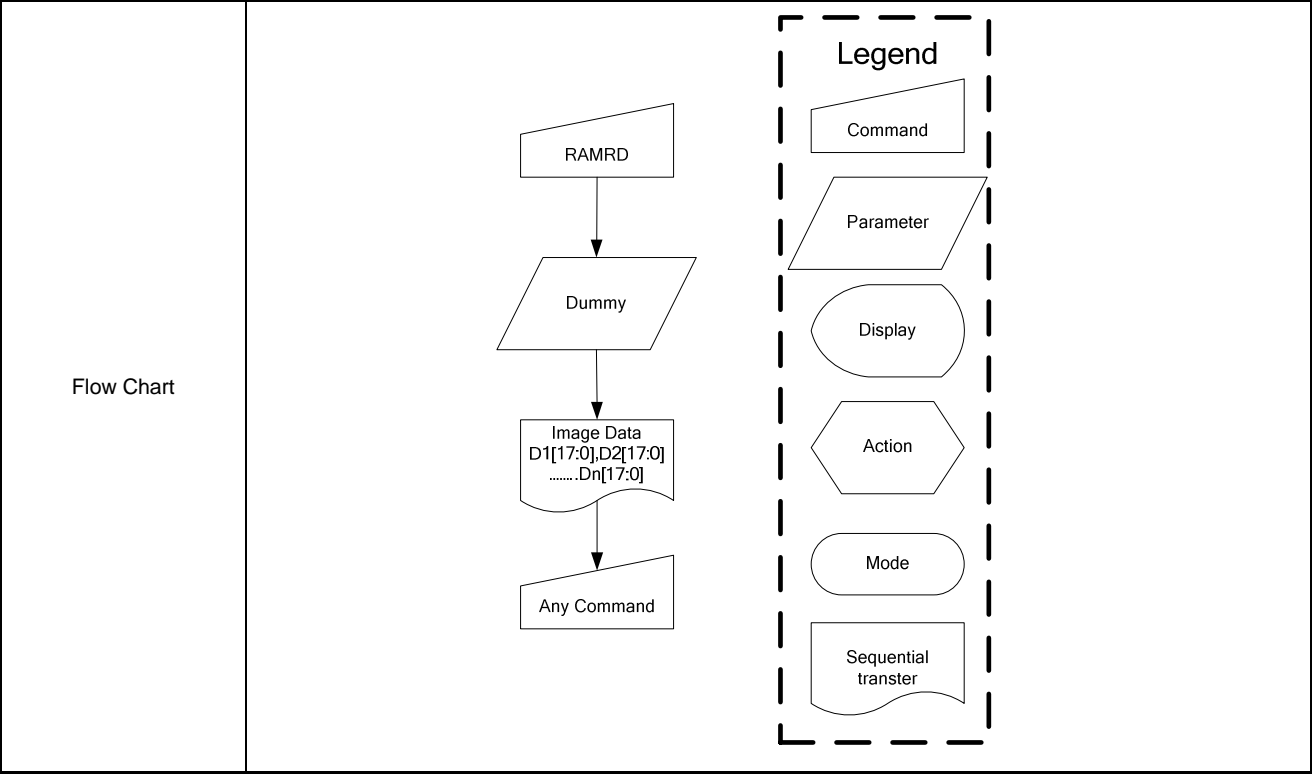 Flow Chart
RAMRD
Dummy
Image Data
D1[17:0],D2[17:0]
........Dn[17:0]
Any Command
Legend
Command
Parameter
Display
Action
Mode
Sequential
transter